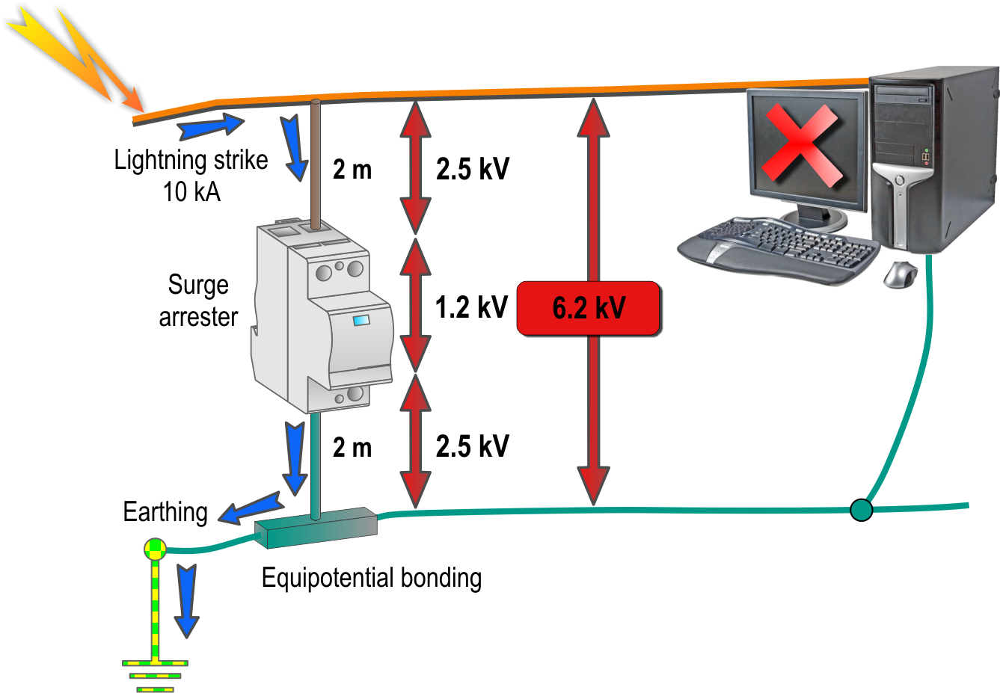 Lightning strike
10 kA
2 m
2.5 kV
Surge
arrester
1.2 kV
6.2 kV
2 m
2.5 kV
Earthing
Equipotential bonding